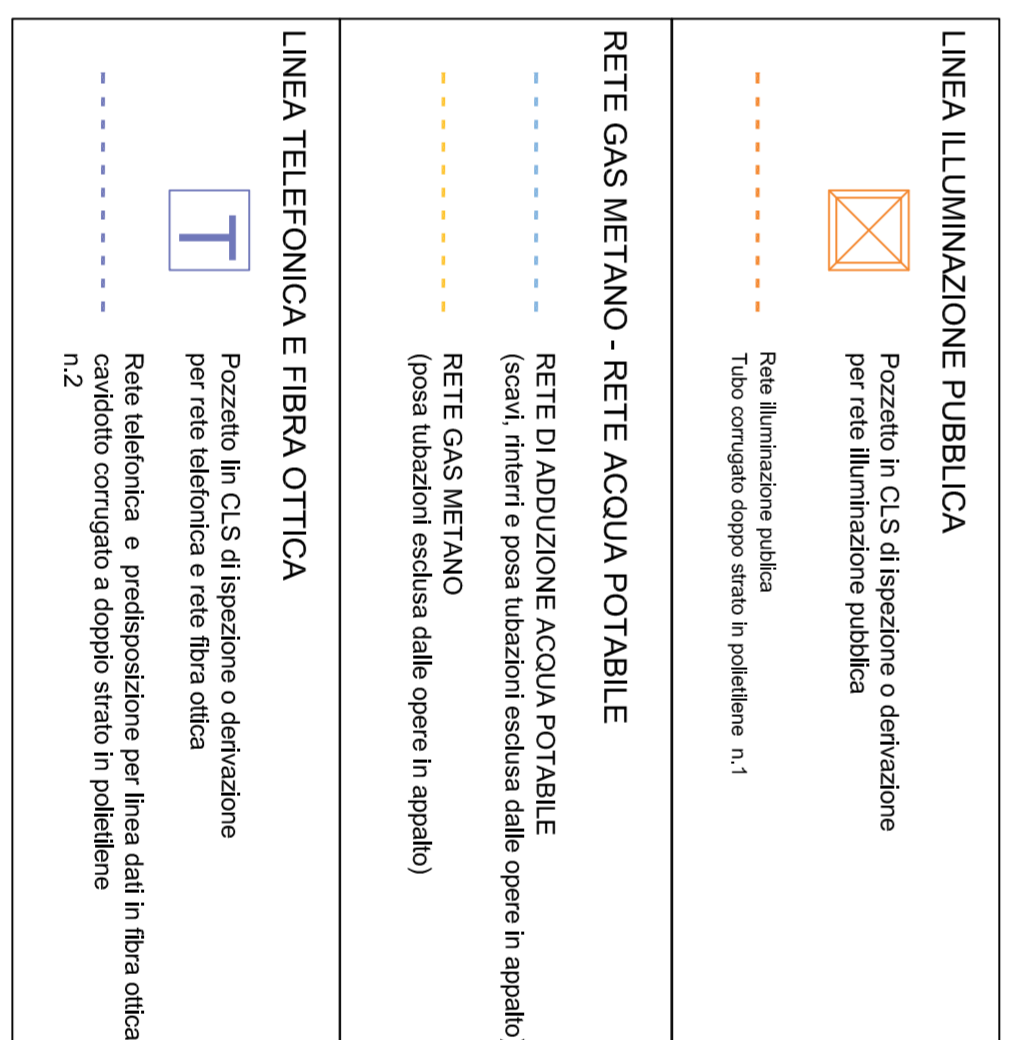 LINEA ILLUMINAZIONE PUBBLICA
Pozzetto in CLS di ispezione o derivazione
per rete illuminazione pubblica
Rete illuminazione publica
Tubo corrugato doppo strato in polietilene n.1
RETE GAS METANO - RETE ACQUA POTABILE
RETE DI ADDUZIONE ACQUA POTABILE
(scavi, rinterri e posa tubazioni esclusa dalle opere in appalto)
RETE GAS METANO
(posa tubazioni esclusa dalle opere in appalto)
LINEA TELEFONICA E FIBRA OTTICA
T
Pozzetto Iin CLS di ispezione o derivazione
per rete telefonica e rete fibra ottica
Rete telefonica e predisposizione per linea dati in fibra ottica
cavidotto corrugato a doppio strato in polietilene
n.2